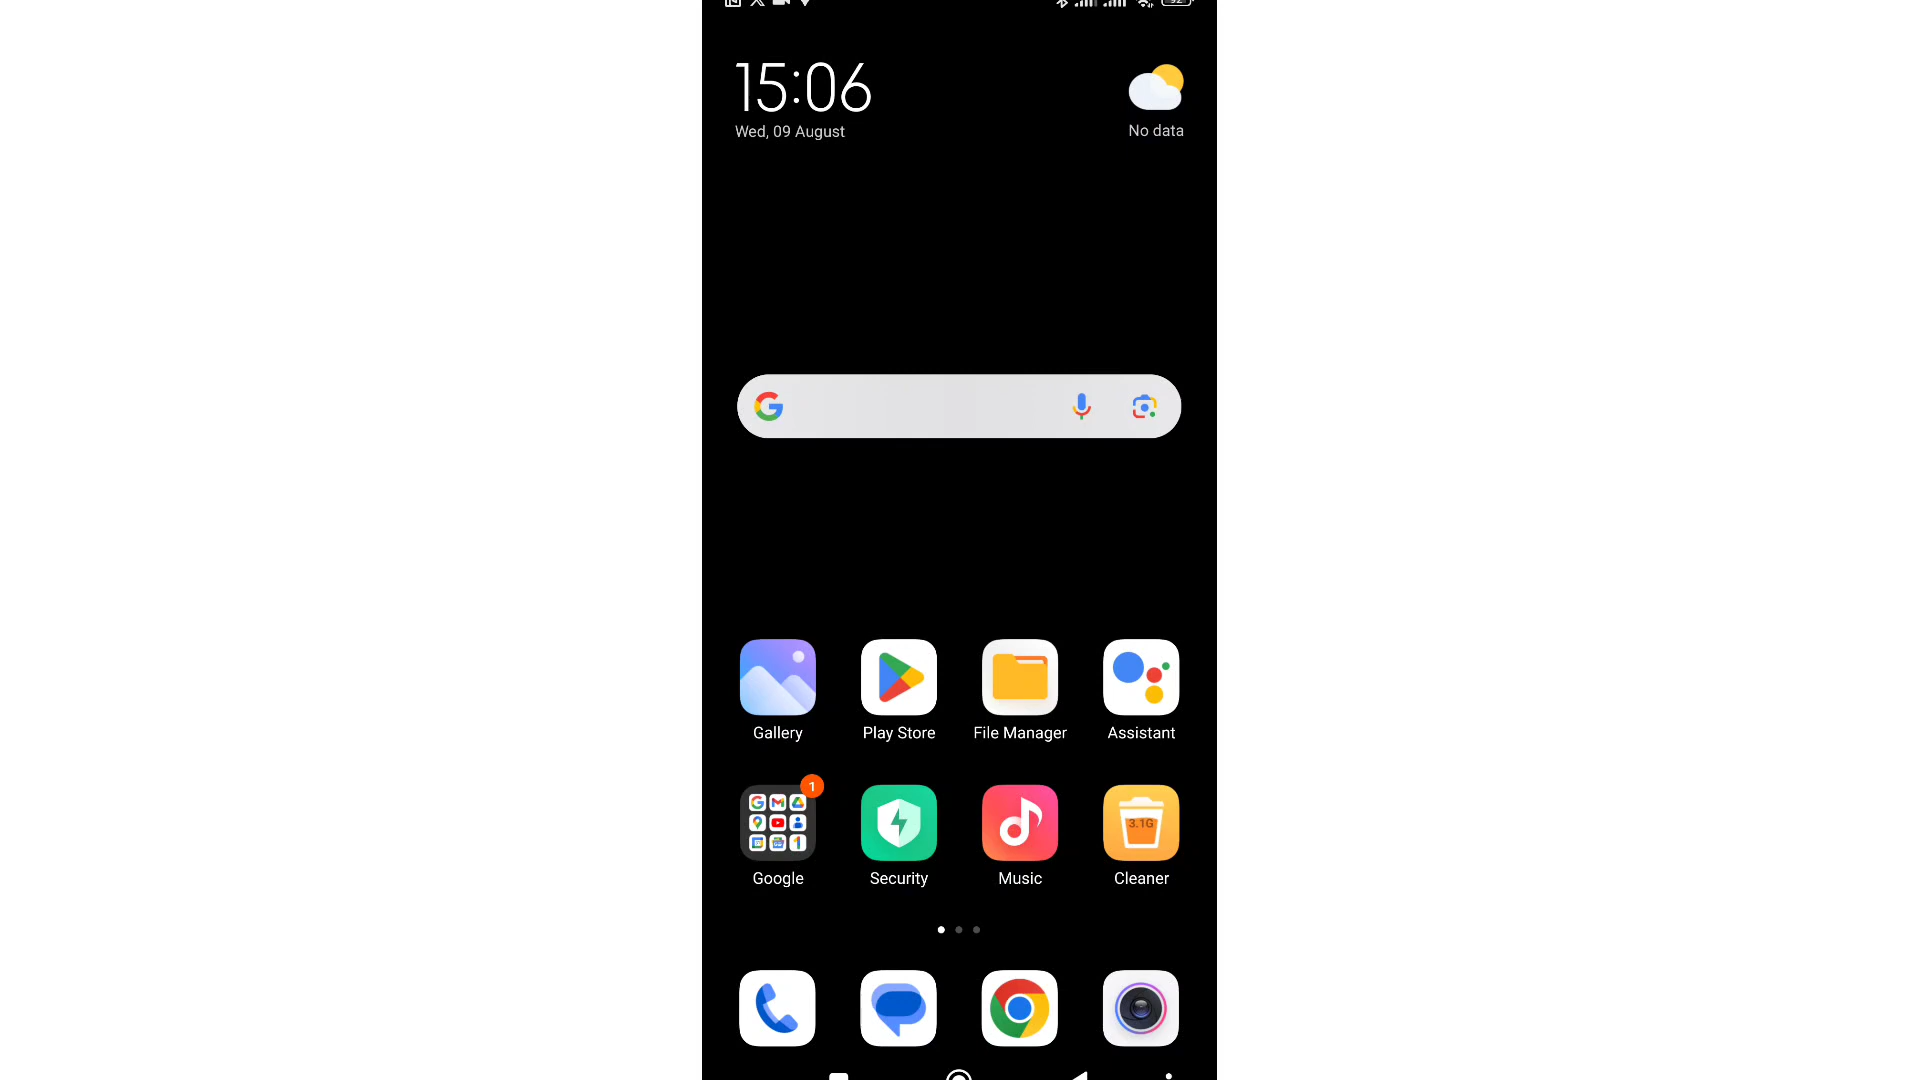 15:06
Wed, 09 August
No data
Gallery
Play Store
File Manager
Assistant
1
3.1G
Google
Security
Music
Cleaner